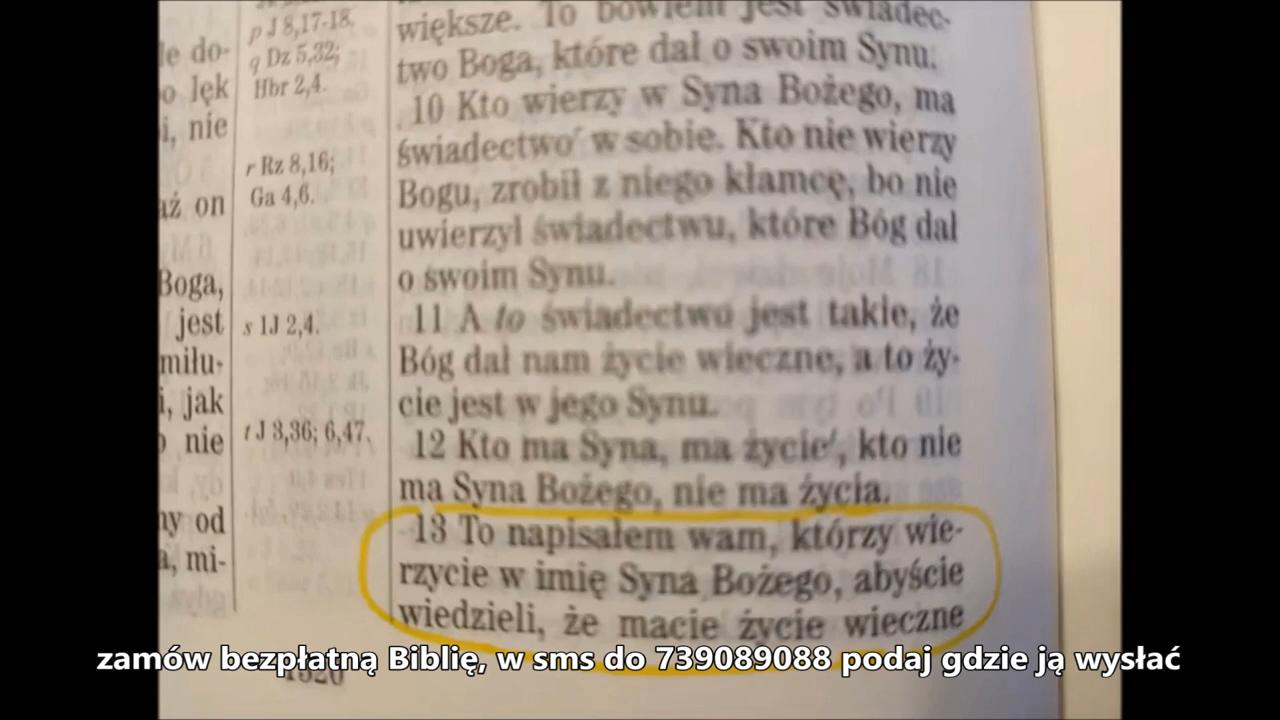 le do-
o lęk
i, nie
aż on
Boga,
jest
miłu-
i, jak
o nie
ny od
a, mi-
p J 8,17-18.
q Dz 5,32;
Hbr 2,4.
r Rz 8,16;
Ga 4,6.
s 1J 2,4.
t J 3,36; 6,47.
większe. To bowiem jest świadec-
two Boga, które dał o swoim Synu.
10 Kto wierzy w Syna Bożego, ma
świadectwoʳ w sobie. Kto nie wierzy
Bogu, zrobił z niego kłamcę, bo nie
uwierzył świadectwu, które Bóg dał
o swoim Synu.
11 A to świadectwo jest takie, że
Bóg dał nam życie wieczne, a to ży-
cie jest w jego Synu.
12 Kto ma Syna, ma życieᵗ, kto nie
ma Syna Bożego, nie ma życia.
13 To napisałem wam, którzy wie-
rzycie w imię Syna Bożego, abyście
wiedzieli, że macie życie wieczne
zamów bezpłatną Biblię, w sms do 739089088 podaj gdzie ją wysłać